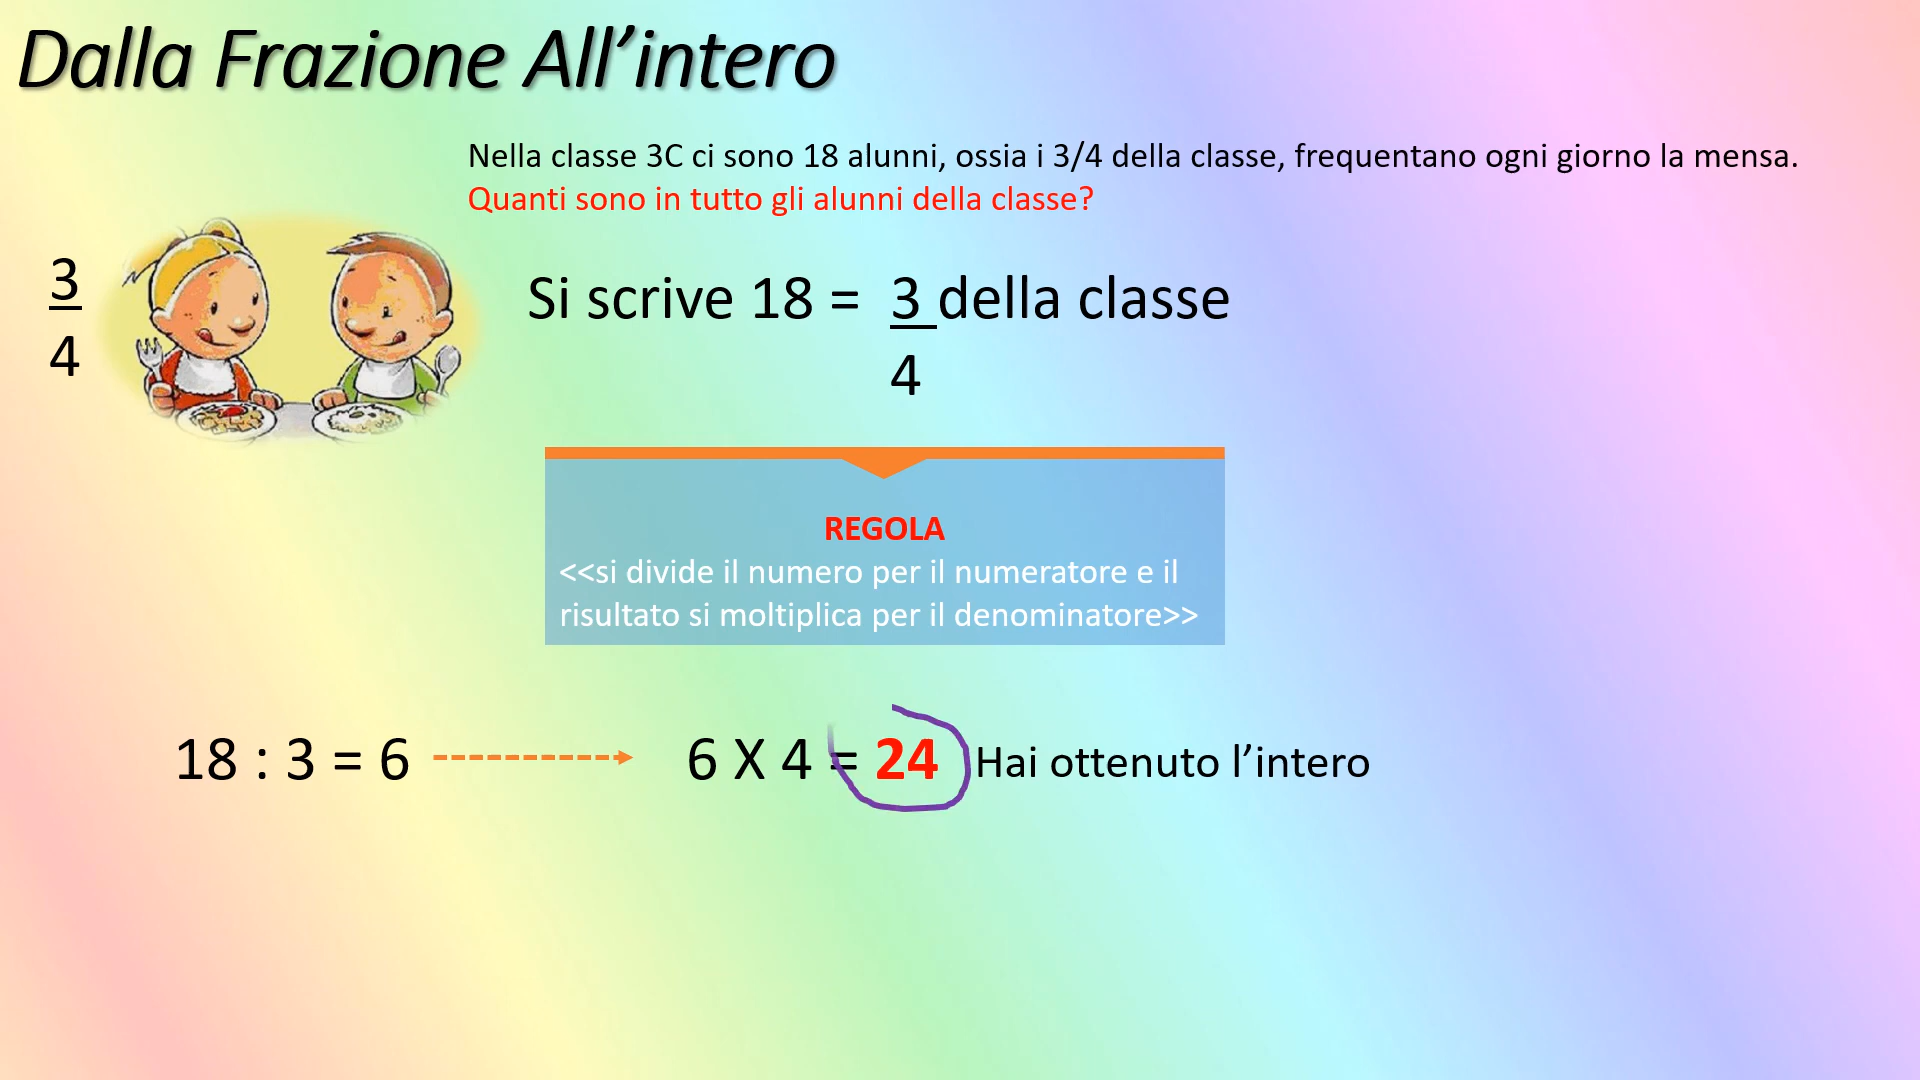 Dalla Frazione All’intero
Nella classe 3C ci sono 18 alunni, ossia i 3/4 della classe, frequentano ogni giorno la mensa.
Quanti sono in tutto gli alunni della classe?
3
4
Si scrive 18 = 3 della classe
4
REGOLA
<<si divide il numero per il numeratore e il
risultato si moltiplica per il denominatore>>
18 : 3 = 6
6 X 4 = 24 Hai ottenuto l’intero